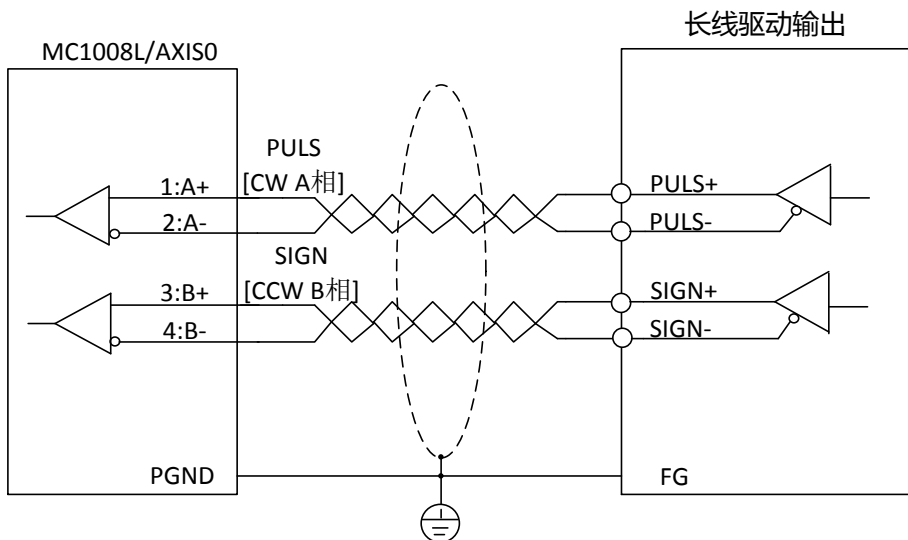 长线驱动输出
MC1008L/AXIS0
PULS
[CW A相]
1:A+
2:A-
PULS+
PULS-
SIGN
[CCW B相]
3:B+
4:B-
SIGN+
SIGN-
PGND
FG